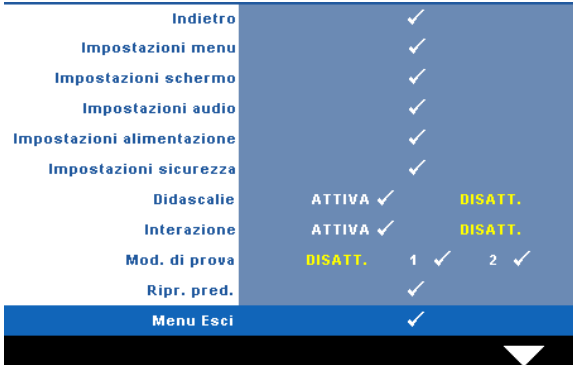 Indietro ✓
Impostazioni menu ✓
Impostazioni schermo ✓
Impostazioni audio ✓
Impostazioni alimentazione ✓
Impostazioni sicurezza ✓
Didascalie ATTIVA ✓ DISATT.
Interazione ATTIVA ✓ DISATT.
Mod. di prova DISATT. 1 ✓ 2 ✓
Ripr. pred. ✓
Menu Esci ✓